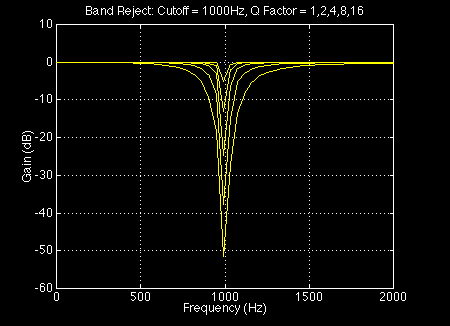 Band Reject: Cutoff = 1000Hz, Q Factor = 1,2,4,8,16
10
0
-10
-20
-30
-40
-50
-60
Gain (dB)
0 500 1000 1500 2000
Frequency (Hz)